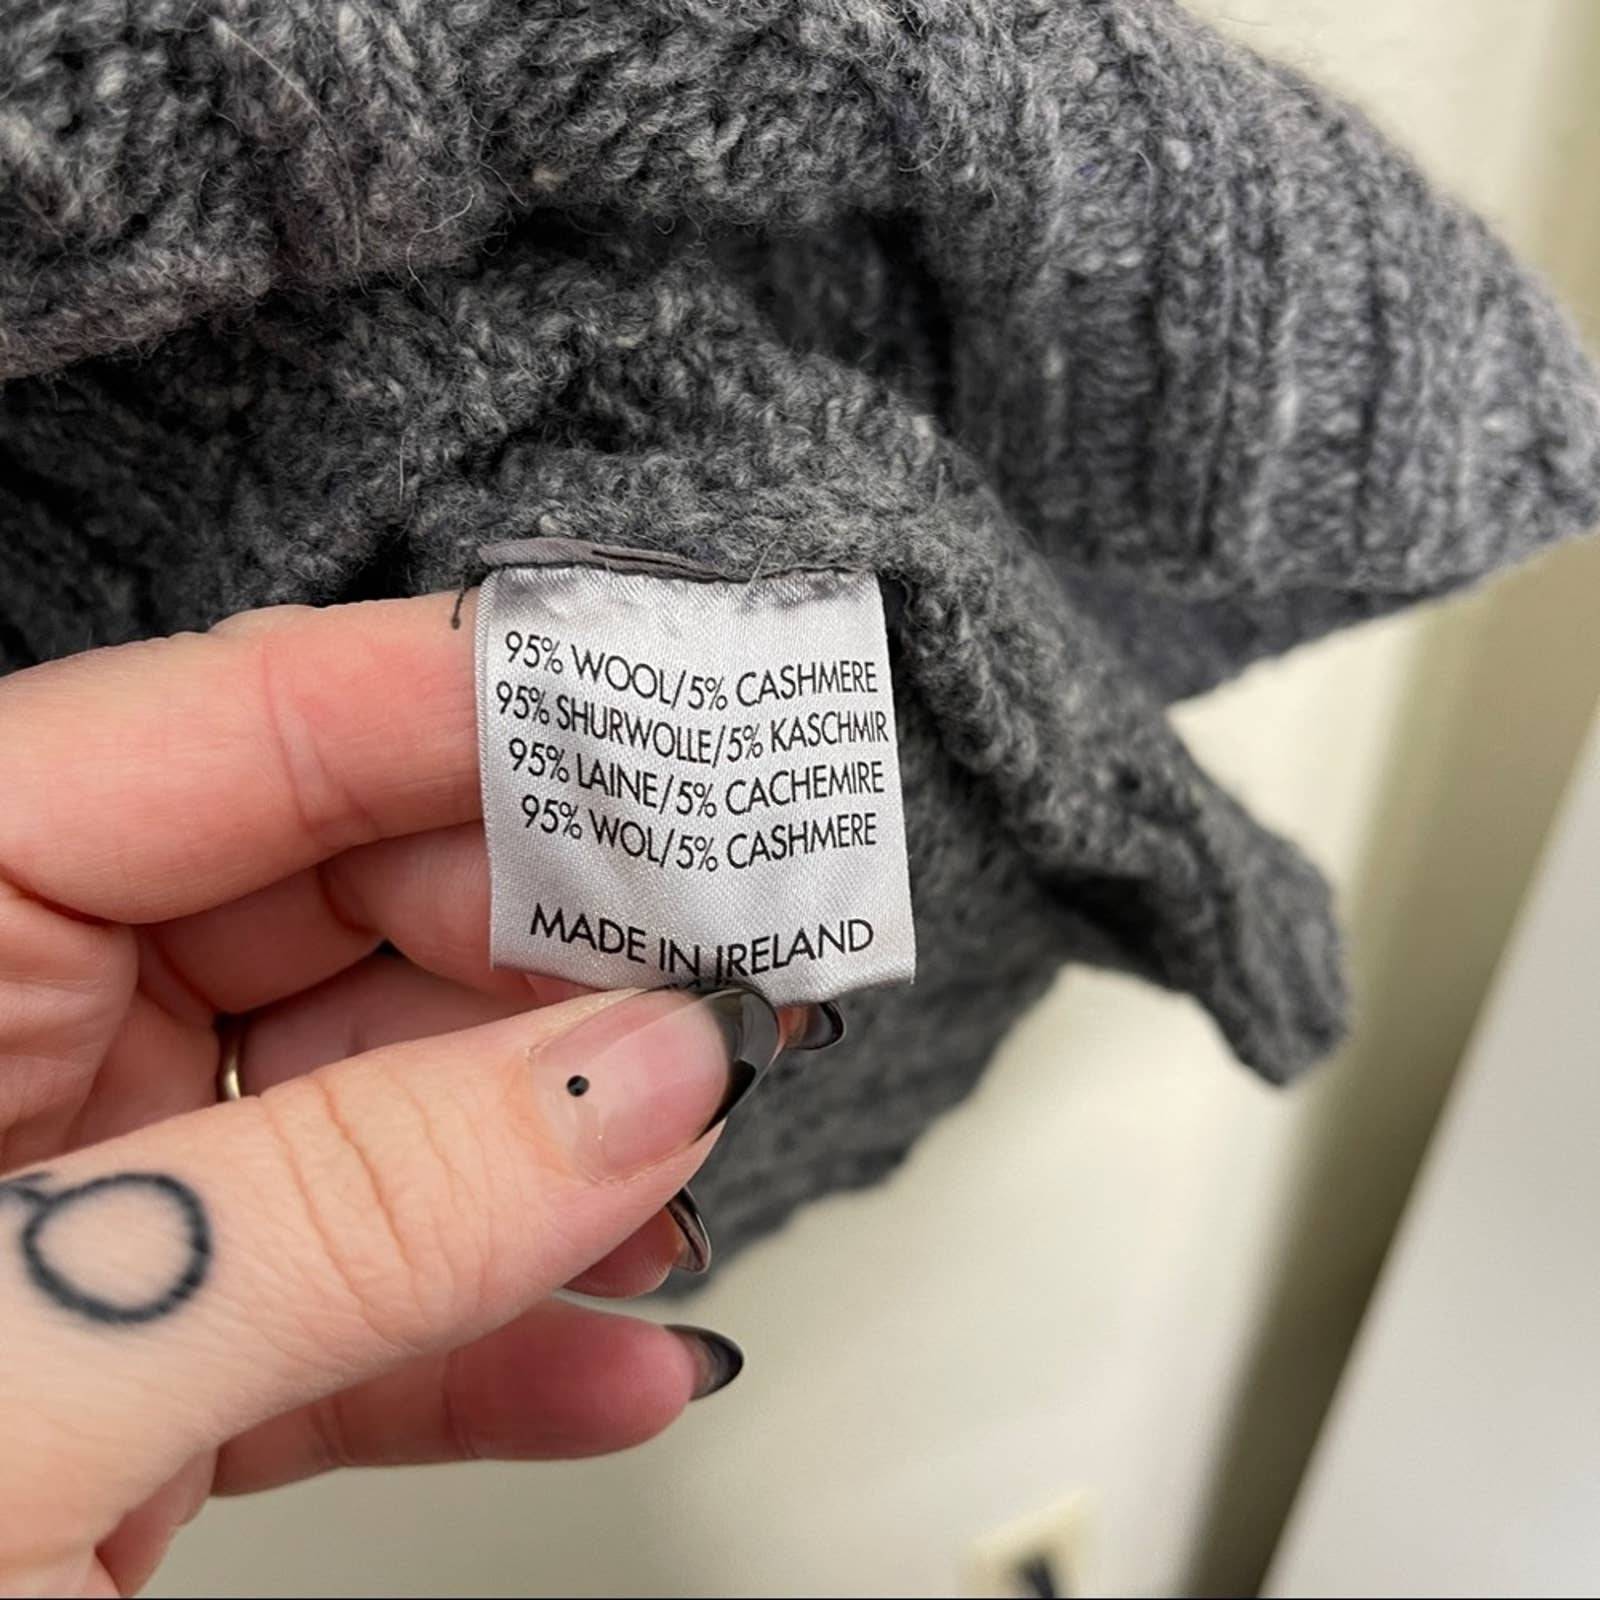 95% WOOL/5% CASHMERE
95% SHURWOLLE/5% KASCHMIR
95% LAINE/5% CACHEMIRE
95% WOL/5% CASHMERE
MADE IN IRELAND